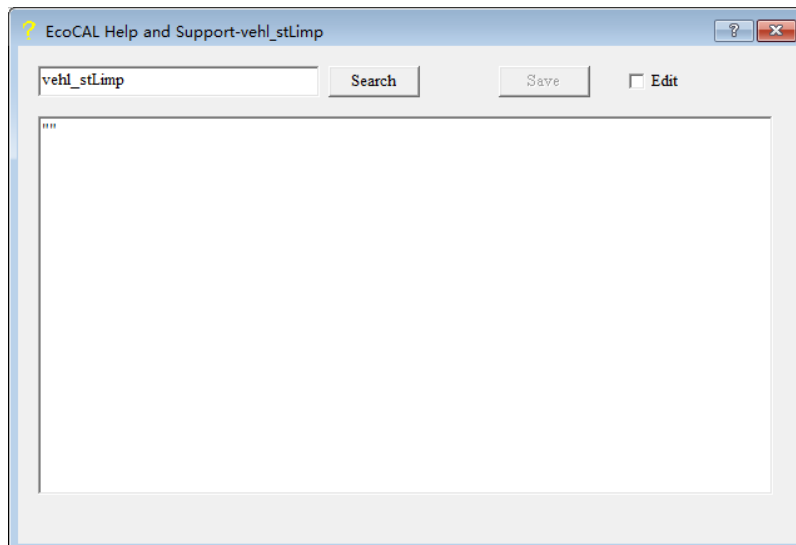 EcoCAL Help and Support-vehl_stLimp
vehl_stLimp
Search
Save
Edit
""